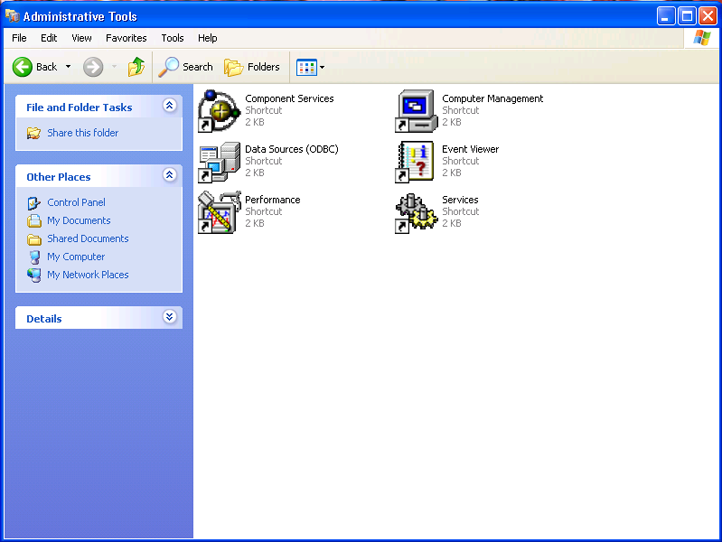 Administrative Tools
File Edit View Favorites Tools Help
Back Search Folders
File and Folder Tasks
Share this folder
Other Places
Control Panel
My Documents
Shared Documents
My Computer
My Network Places
Details
Component Services
Shortcut
2 KB
Computer Management
Shortcut
2 KB
Data Sources (ODBC)
Shortcut
2 KB
Event Viewer
Shortcut
2 KB
Performance
Shortcut
2 KB
Services
Shortcut
2 KB